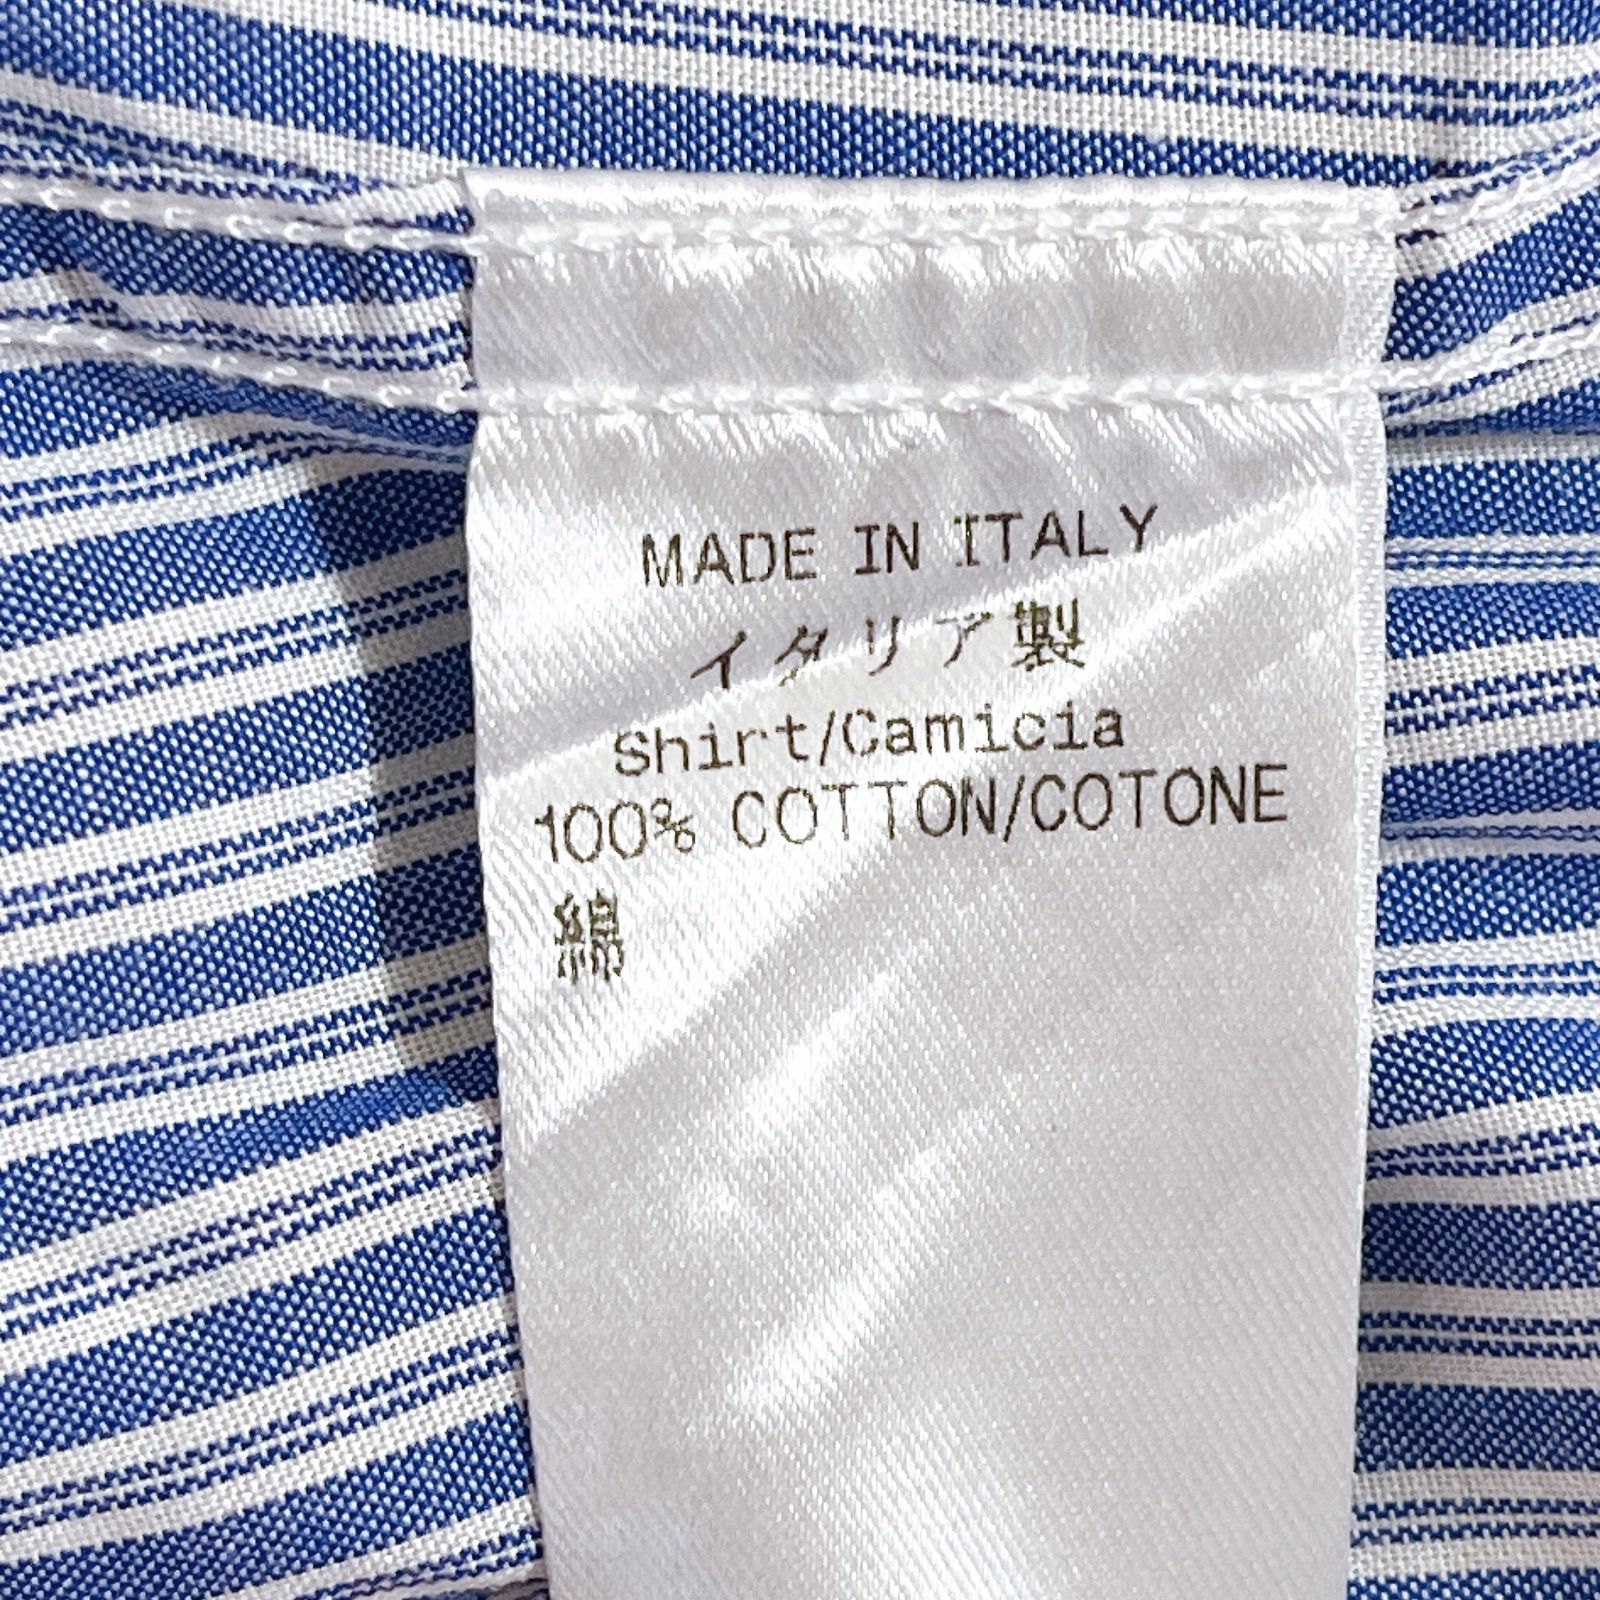 MADE IN ITALY
イタリア製
Shirt/Camicia
100% COTTON/COTONE
綿